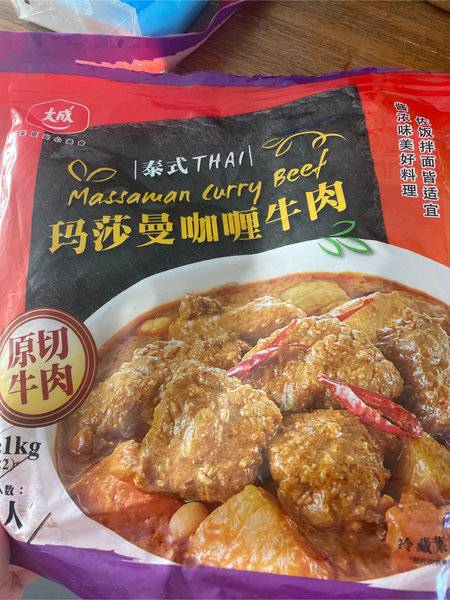 大成
泰式THAI
Massaman Curry Beef
玛莎曼咖喱牛肉
佐饭拌面皆适宜
酱浓味美好料理
原切
牛肉
1kg
人
冷藏